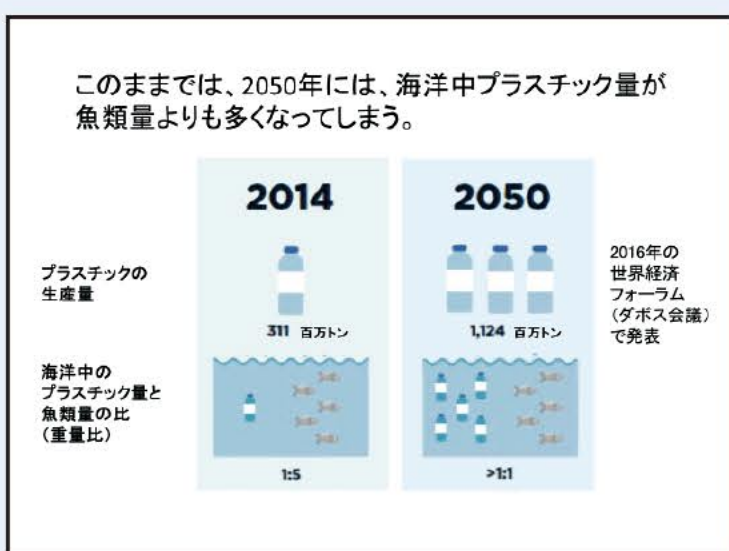 このままでは、2050年には、海洋中プラスチック量が
魚類量よりも多くなってしまう。
2014
2050
プラスチックの
生産量
311 百万トン
1,124 百万トン
2016年の
世界経済
フォーラム
(ダボス会議)
で発表
海洋中の
プラスチック量と
魚類量の比
(重量比)
1:5
>1:1